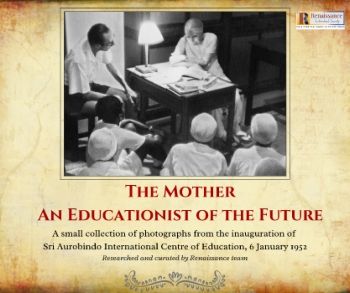 Renaissance
The Mother
An Educationist of the Future
A small collection of photographs from the inauguration of
Sri Aurobindo International Centre of Education, 6 January 1952
Researched and curated by Renaissance team